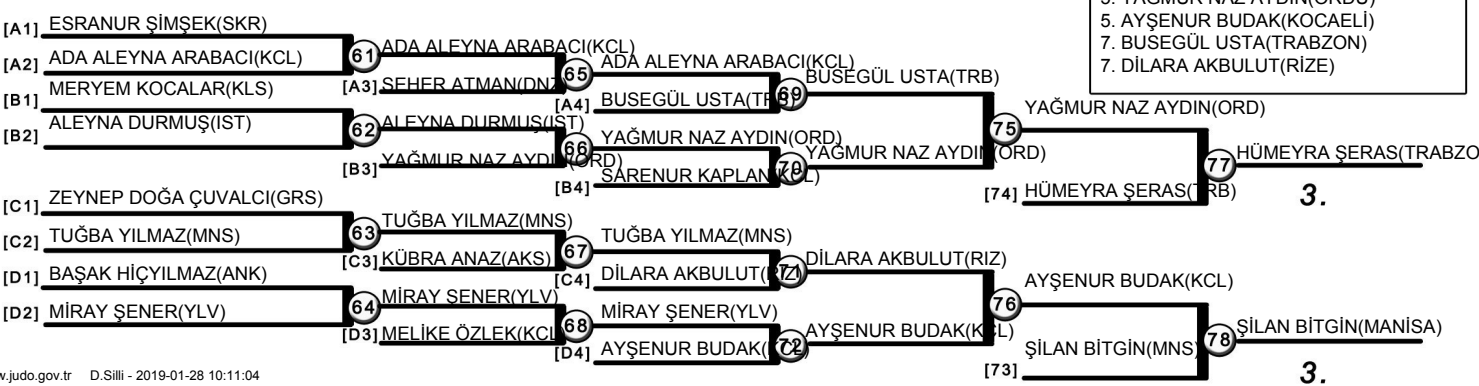 5. YAĞMUR NAZ AYDIN(ORDU)
5. AYŞENUR BUDAK(KOCAELİ)
7. BUSEGÜL USTA(TRABZON)
7. DİLARA AKBULUT(RİZE)
[A1] ESRANUR ŞİMŞEK(SKR)
[A2] ADA ALEYNA ARABACI(KCL)
61 ADA ALEYNA ARABACI(KCL)
[A3] SEHER ATMAN(DNZ)
65 ADA ALEYNA ARABACI(KCL)
[A4] BUSEGÜL USTA(TRB)
69 BUSEGÜL USTA(TRB)
[B1] MERYEM KOCALAR(KLS)
[B2] ALEYNA DURMUŞ(IST)
62 ALEYNA DURMUŞ(IST)
[B3] YAĞMUR NAZ AYDIN(ORD)
66 YAĞMUR NAZ AYDIN(ORD)
[B4] SARENUR KAPLAN(KCL)
70 YAĞMUR NAZ AYDIN(ORD)
75 YAĞMUR NAZ AYDIN(ORD)
[74] HÜMEYRA ŞERAS(TRB)
77 HÜMEYRA ŞERAS(TRABZO
3.
[C1] ZEYNEP DOĞA ÇUVALCI(GRS)
[C2] TUĞBA YILMAZ(MNS)
63 TUĞBA YILMAZ(MNS)
[C3] KÜBRA ANAZ(AKS)
67 TUĞBA YILMAZ(MNS)
[C4] DİLARA AKBULUT(RIZ)
71 DİLARA AKBULUT(RIZ)
[D1] BAŞAK HİÇYILMAZ(ANK)
[D2] MİRAY ŞENER(YLV)
64 MİRAY ŞENER(YLV)
[D3] MELİKE ÖZLEK(KCL)
68 MİRAY ŞENER(YLV)
[D4] AYŞENUR BUDAK(KCL)
72 AYŞENUR BUDAK(KCL)
76 AYŞENUR BUDAK(KCL)
[73] ŞİLAN BİTGİN(MNS)
78 ŞİLAN BİTGİN(MANİSA)
3.
w.judo.gov.tr D.Silli - 2019-01-28 10:11:04